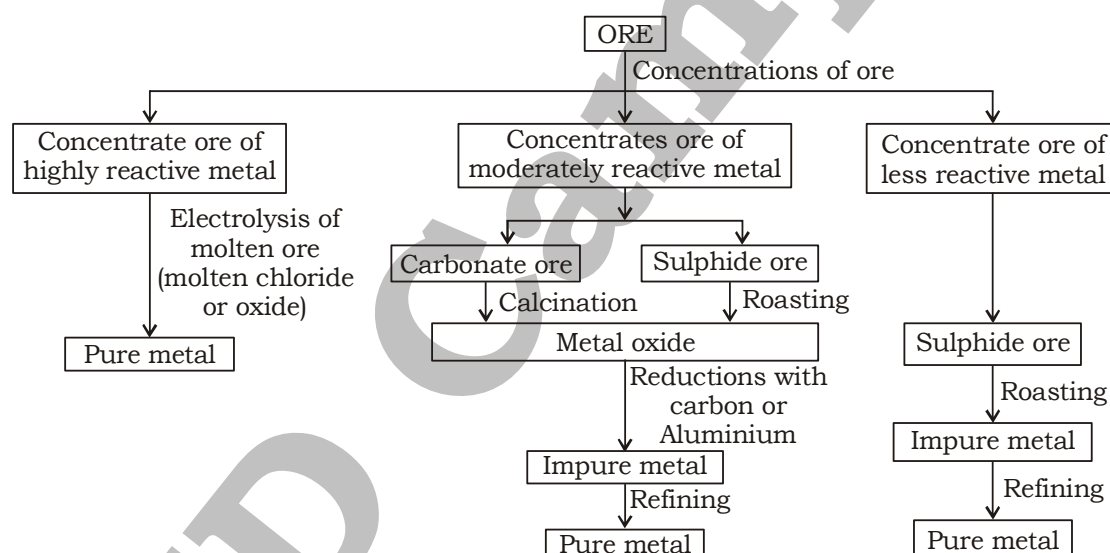 ORE
Concentrations of ore
Concentrate ore of
highly reactive metal
Concentrates ore of
moderately reactive metal
Concentrate ore of
less reactive metal
Electrolysis of
molten ore
(molten chloride
or oxide)
Pure metal
Carbonate ore
Sulphide ore
Calcination
Roasting
Metal oxide
Reductions with
carbon or
Aluminium
Impure metal
Refining
Pure metal
Sulphide ore
Roasting
Impure metal
Refining
Pure metal